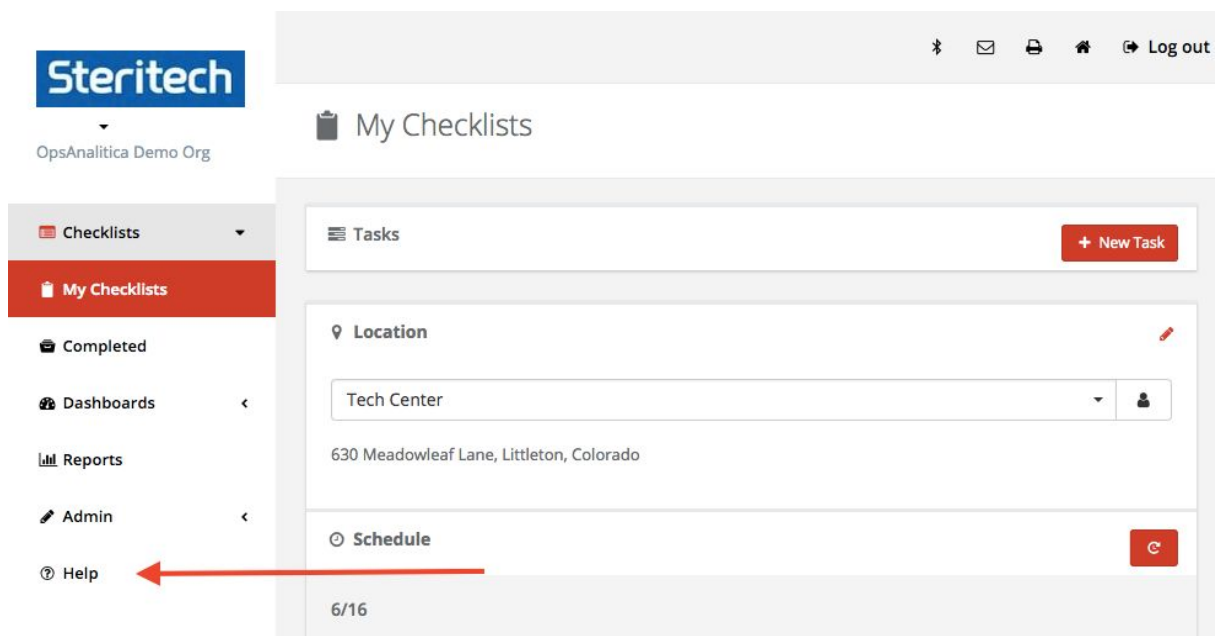 Steritech
OpsAnalitica Demo Org
Checklists
My Checklists
Completed
Dashboards
Reports
Admin
Help
Log out
My Checklists
Tasks
+ New Task
Location
Tech Center
630 Meadowleaf Lane, Littleton, Colorado
Schedule
6/16